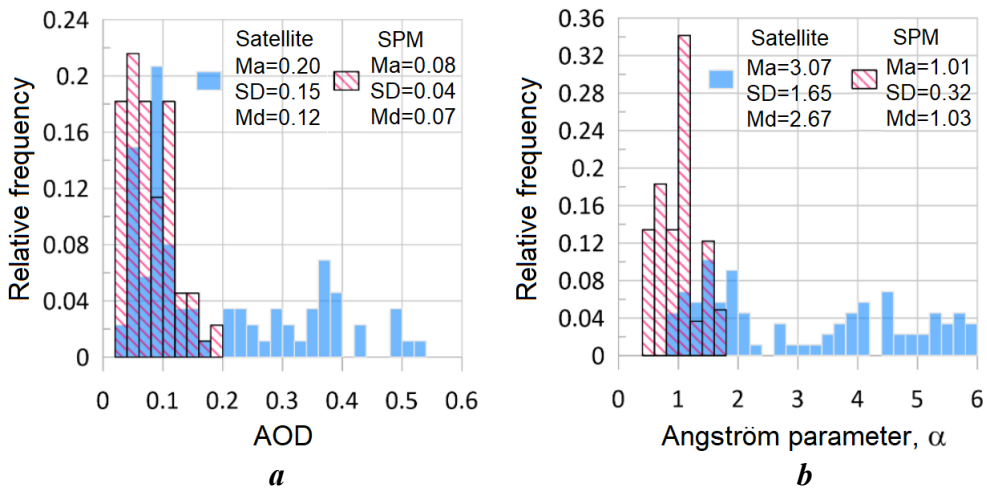 0.24
0.2
0.16
0.12
0.08
0.04
0
Relative frequency
Satellite SPM
Ma=0.20 Ma=0.08
SD=0.15 SD=0.04
Md=0.12 Md=0.07
0 0.1 0.2 0.3 0.4 0.5 0.6
AOD
a
0.36
0.32
0.28
0.24
0.2
0.16
0.12
0.08
0.04
0
Relative frequency
Satellite SPM
Ma=3.07 Ma=1.01
SD=1.65 SD=0.32
Md=2.67 Md=1.03
0 1 2 3 4 5 6
Angström parameter, α
b